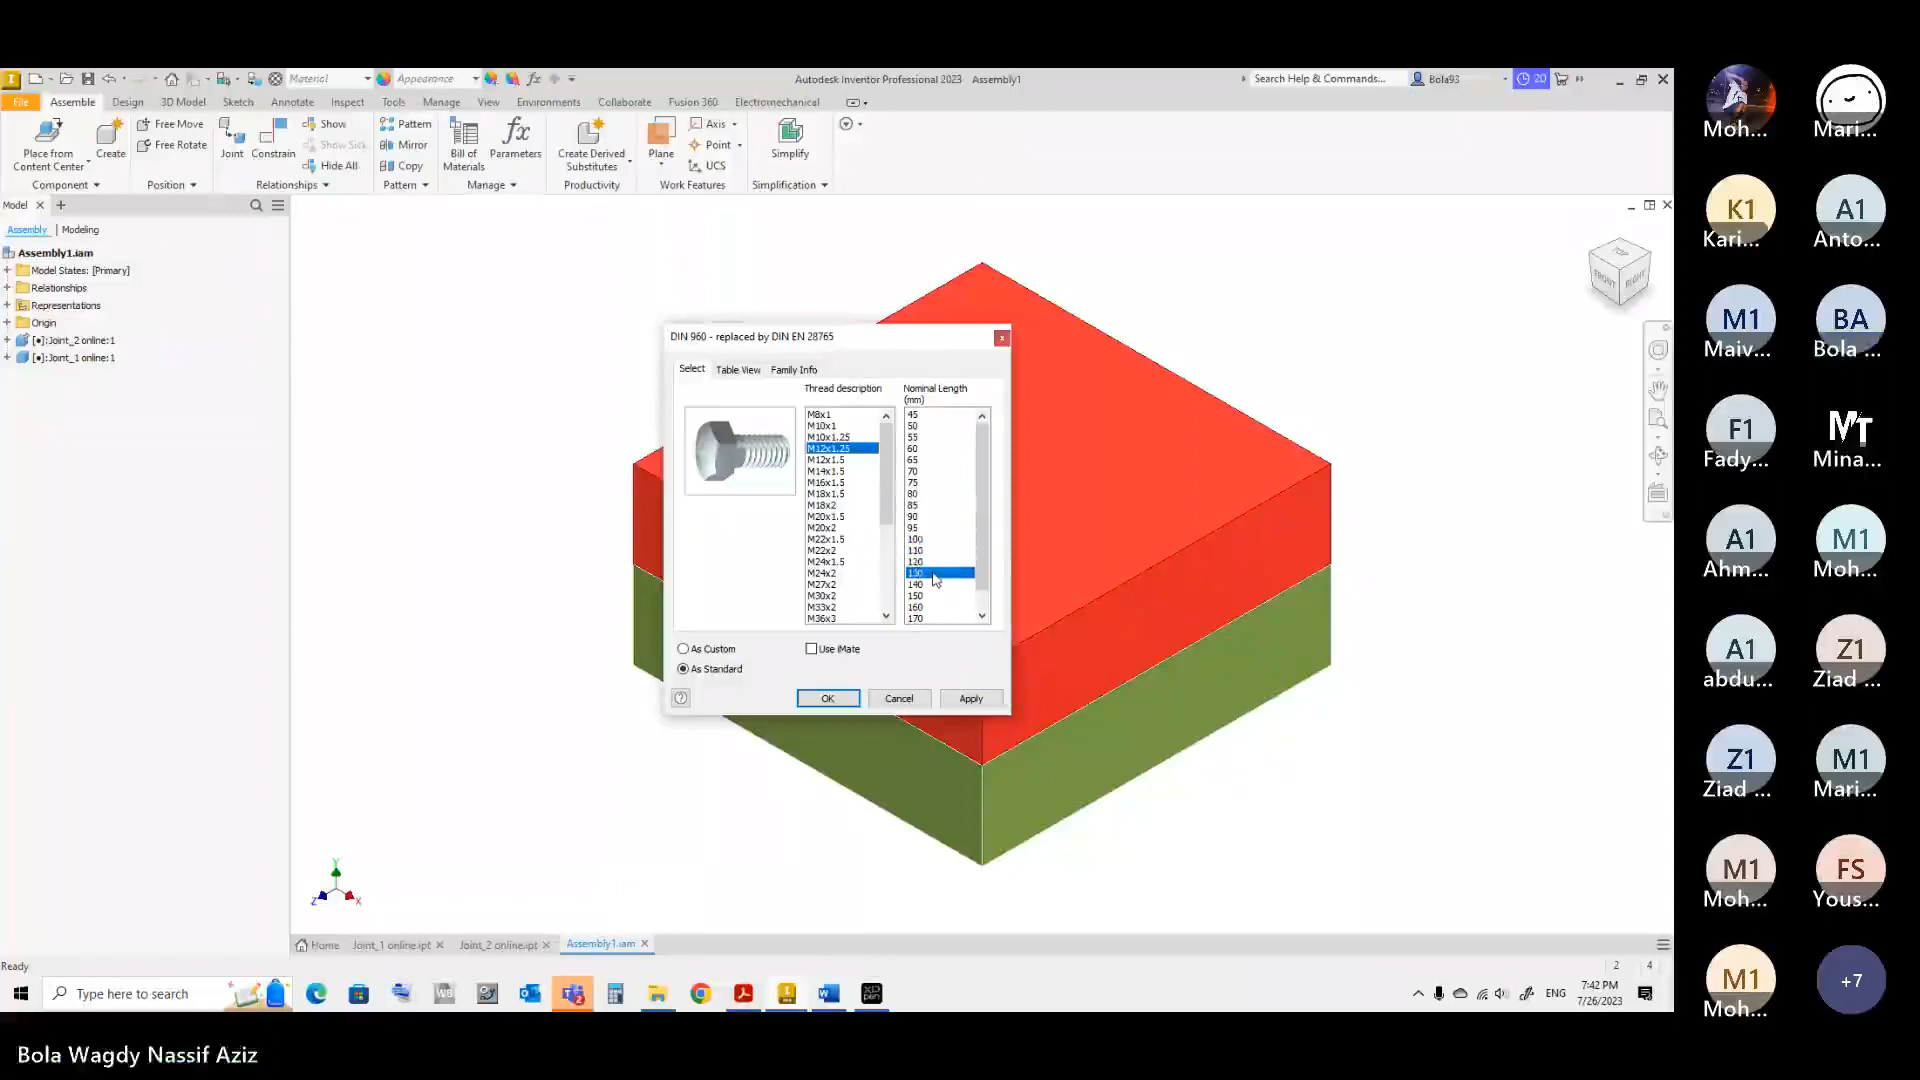 Material
Appearance
Autodesk Inventor Professional 2023 Assembly1
Search Help & Commands...
Bola93
20
File Assemble Design 3D Model Sketch Annotate Inspect Tools Manage View Environments Collaborate Fusion 360 Electromechanical
Place from
Content Center
Create
Free Move
Free Rotate
Joint
Constrain
Show
Show Sick
Hide All
Pattern
Mirror
Copy
Bill of
Materials
fx
Parameters
Create Derived
Substitutes
Plane
Axis
Point
UCS
Simplify
Component Position Relationships Pattern Manage Productivity Work Features Simplification
Model
Assembly Modeling
Assembly1.iam
Model States: [Primary]
Relationships
Representations
Origin
[●]:Joint_2 online:1
[●]:Joint_1 online:1
TOP
FRONT
RIGHT
DIN 960 - replaced by DIN EN 28765
Select Table View Family Info
Thread description
Nominal Length
(mm)
M8x1 45
M10x1 50
M10x1.25 55
M12x1.25 60
M12x1.5 65
M14x1.5 70
M16x1.5 75
M18x1.5 80
M18x2 85
M20x1.5 90
M20x2 95
M22x1.5 100
M22x2 110
M24x1.5 120
M24x2 130
M27x2 140
M30x2 150
M33x2 160
M36x3 170
As Custom
Use iMate
As Standard
OK Cancel Apply
Y
Z
X
Home Joint_1 online.ipt Joint_2 online.ipt Assembly1.iam
Ready
2 4
Type here to search
ENG
7:42 PM
7/26/2023
Moh...
Mari...
K1
Kari...
A1
Anto...
M1
Maiv...
BA
Bola ...
F1
Fady...
MT
Mina...
A1
Ahm...
M1
Moh...
A1
abdu...
Z1
Ziad ...
Z1
Ziad ...
M1
Mari...
M1
Moh...
FS
Yous...
M1
Moh...
+7
Bola Wagdy Nassif Aziz